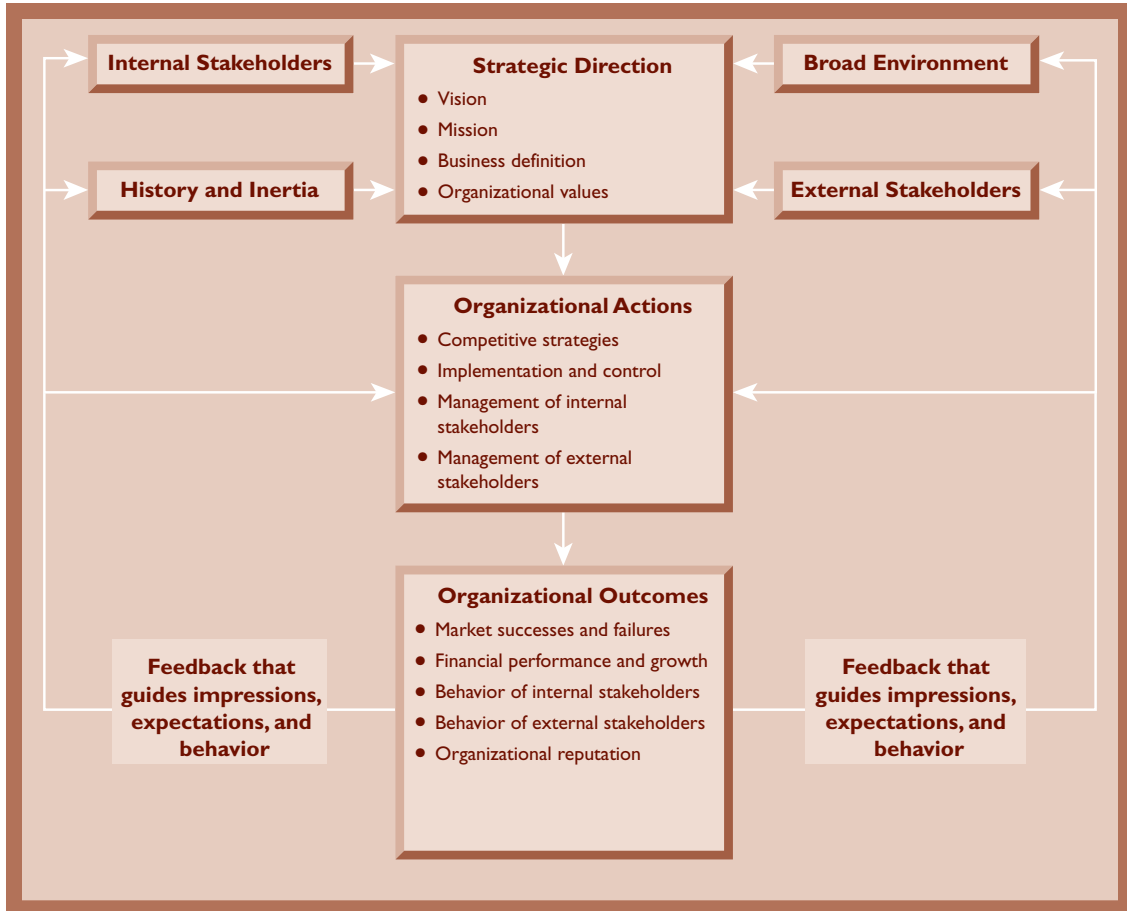 Internal Stakeholders
Strategic Direction
• Vision
• Mission
• Business definition
• Organizational values
Broad Environment
History and Inertia
External Stakeholders
Organizational Actions
• Competitive strategies
• Implementation and control
• Management of internal
stakeholders
• Management of external
stakeholders
Organizational Outcomes
• Market successes and failures
• Financial performance and growth
• Behavior of internal stakeholders
• Behavior of external stakeholders
• Organizational reputation
Feedback that
guides impressions,
expectations, and
behavior
Feedback that
guides impressions,
expectations, and
behavior